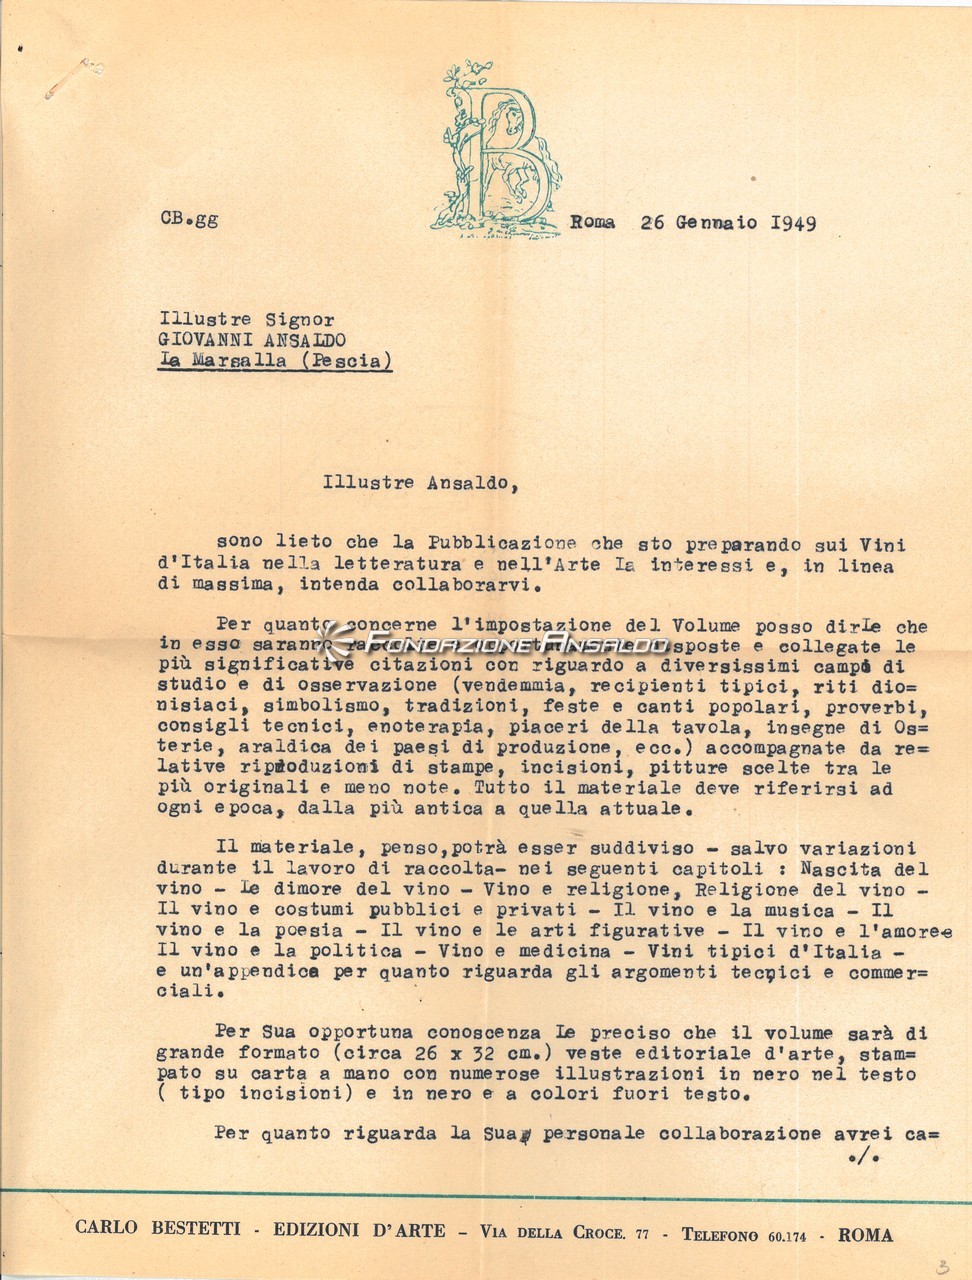 B
CB.gg
Roma 26 Gennaio 1949
Illustre Signor
GIOVANNI ANSALDO
La Marsalla (Pescia)
Illustre Ansaldo,
sono lieto che la Pubblicazione che sto preparando sui Vini
d'Italia nella letteratura e nell'Arte La interessi e, in linea
di massima, intenda collaborarvi.
Per quanto concerne l'impostazione del Volume posso dirLe che
FONDAZIONE ANSALDO
in esso saranno disposte e collegate le
più significative citazioni con riguardo a diversissimi campi di
studio e di osservazione (vendemmia, recipienti tipici, riti dio=
nisiaci, simbolismo, tradizioni, feste e canti popolari, proverbi,
consigli tecnici, enoterapia, piaceri della tavola, insegne di Os=
terie, araldica dei paesi di produzione, ecc.) accompagnate da re=
lative riproduzioni di stampe, incisioni, pitture scelte tra le
più originali e meno note. Tutto il materiale deve riferirsi ad
ogni epoca, dalla più antica a quella attuale.
Il materiale, penso,potrà esser suddiviso - salvo variazioni
durante il lavoro di raccolta- nei seguenti capitoli : Nascita del
vino - Le dimore del vino - Vino e religione, Religione del vino -
Il vino e costumi pubblici e privati - Il vino e la musica - Il
vino e la poesia - Il vino e le arti figurative - Il vino e l'amore-
Il vino e la politica - Vino e medicina - Vini tipici d'Italia -
e un'appendice per quanto riguarda gli argomenti tecnici e commer=
ciali.
Per Sua opportuna conoscenza Le preciso che il volume sarà di
grande formato (circa 26 x 32 cm.) veste editoriale d'arte, stam=
pato su carta a mano con numerose illustrazioni in nero nel testo
( tipo incisioni) e in nero e a colori fuori testo.
Per quanto riguarda la Sua personale collaborazione avrei ca=
./.
CARLO BESTETTI - EDIZIONI D'ARTE - VIA DELLA CROCE. 77 - TELEFONO 60.174 - ROMA
3